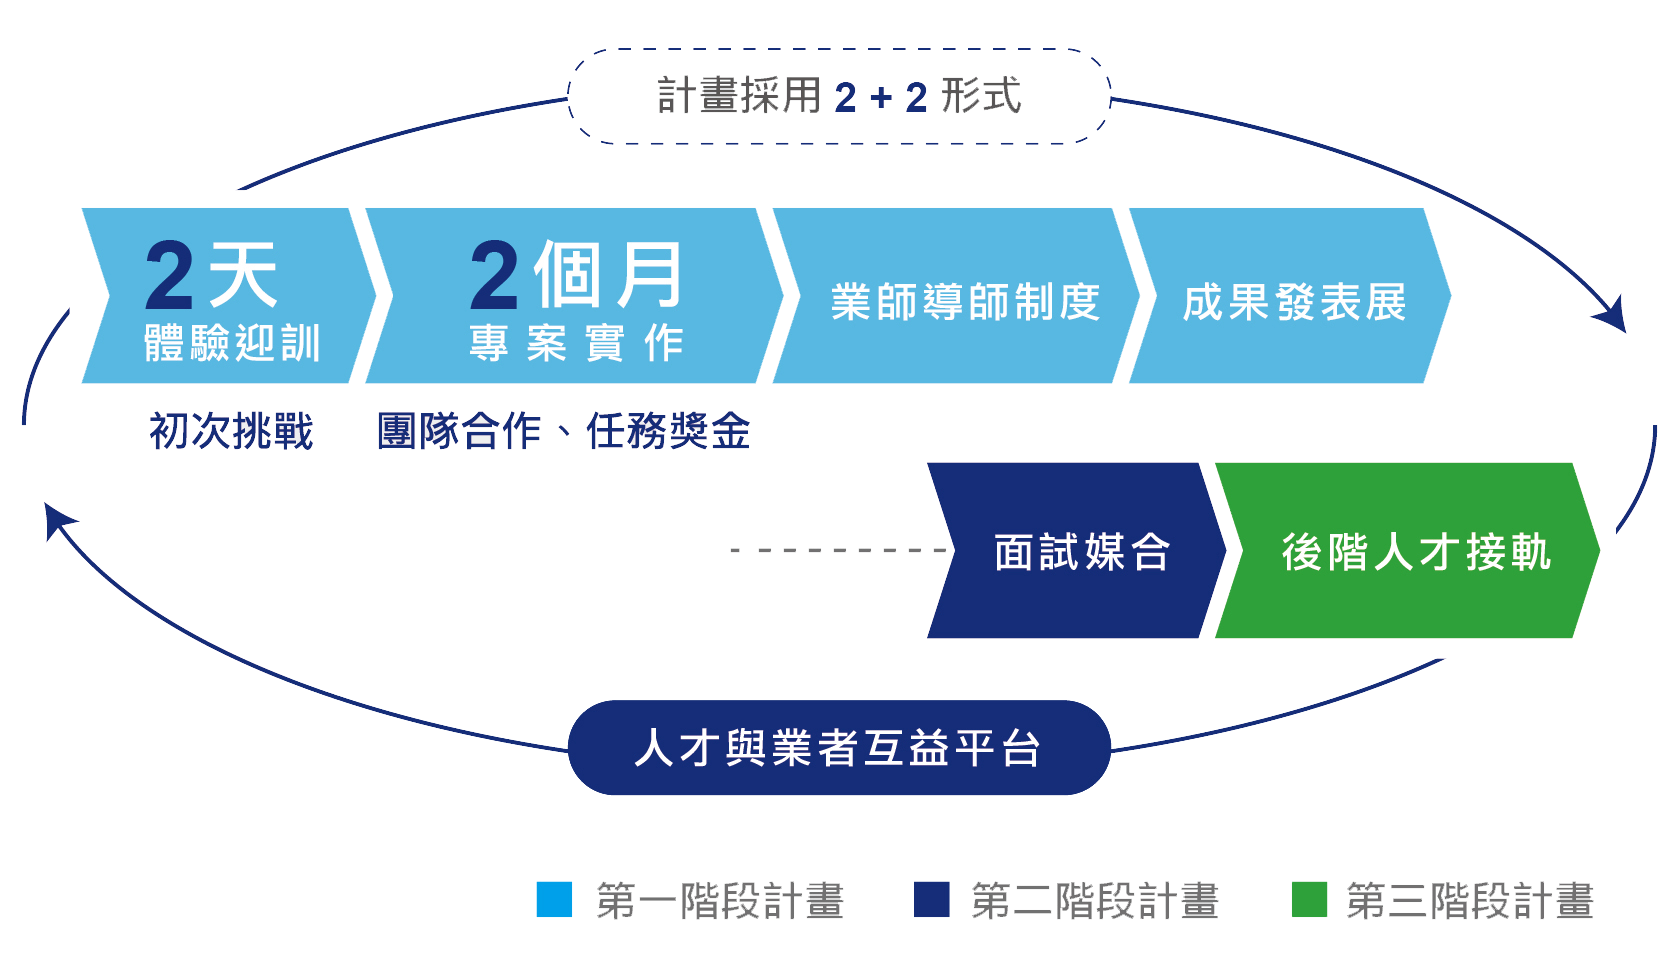 計畫採用 2 + 2 形式
2天
體驗迎訓
2個月
專案實作
業師導師制度
成果發表展
初次挑戰
團隊合作、任務獎金
面試媒合
後階人才接軌
人才與業者互益平台
第一階段計畫
第二階段計畫
第三階段計畫